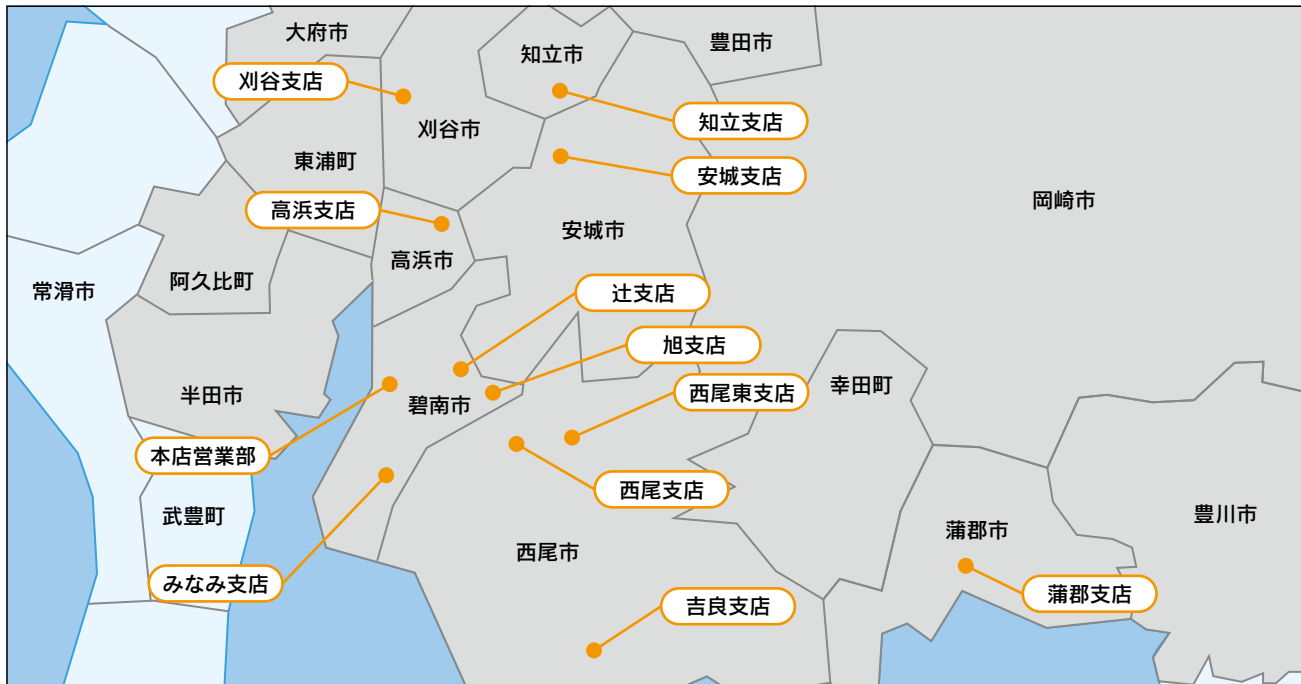 大府市
知立市
豊田市
刈谷支店
刈谷市
知立支店
東浦町
安城支店
岡崎市
高浜支店
安城市
高浜市
阿久比町
常滑市
辻支店
旭支店
半田市
碧南市
西尾東支店
幸田町
本店営業部
西尾支店
武豊町
豊川市
蒲郡市
西尾市
みなみ支店
蒲郡支店
吉良支店